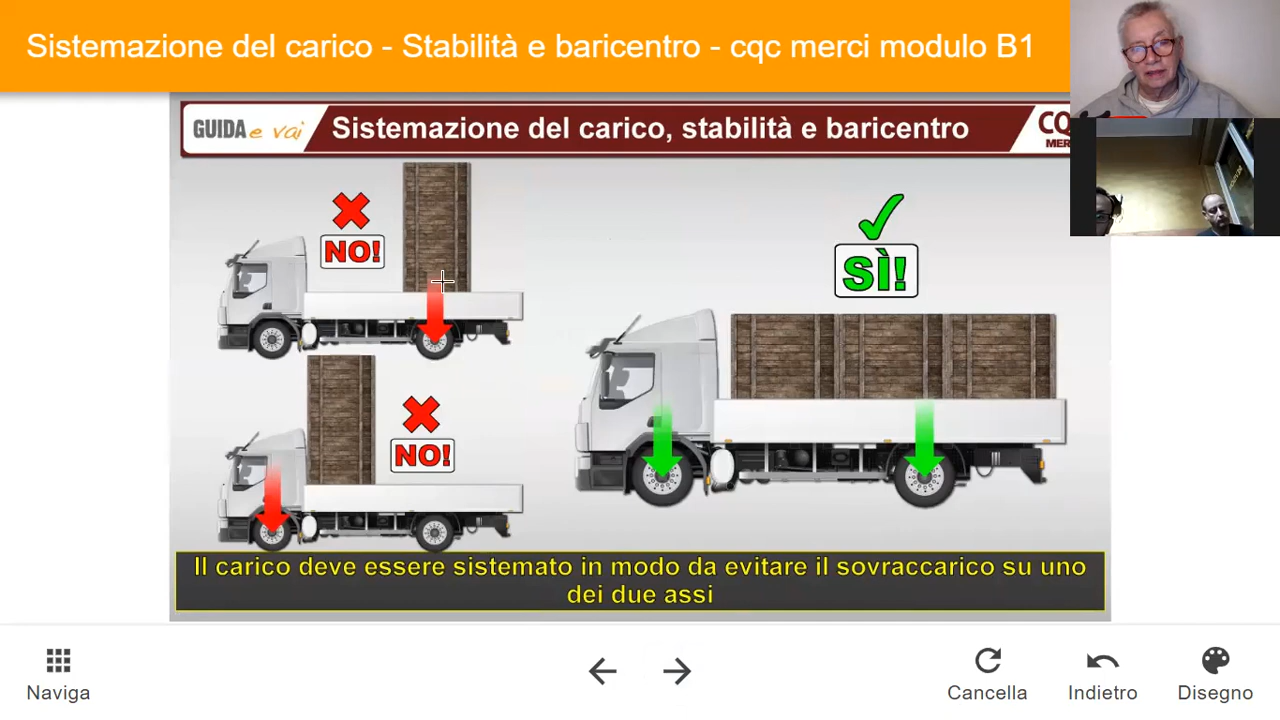 Sistemazione del carico - Stabilità e baricentro - cqc merci modulo B1
GUIDA e vai
Sistemazione del carico, stabilità e baricentro
CQ
MER
NO!
SÌ!
NO!
Il carico deve essere sistemato in modo da evitare il sovraccarico su uno
dei due assi
Naviga
Cancella
Indietro
Disegno